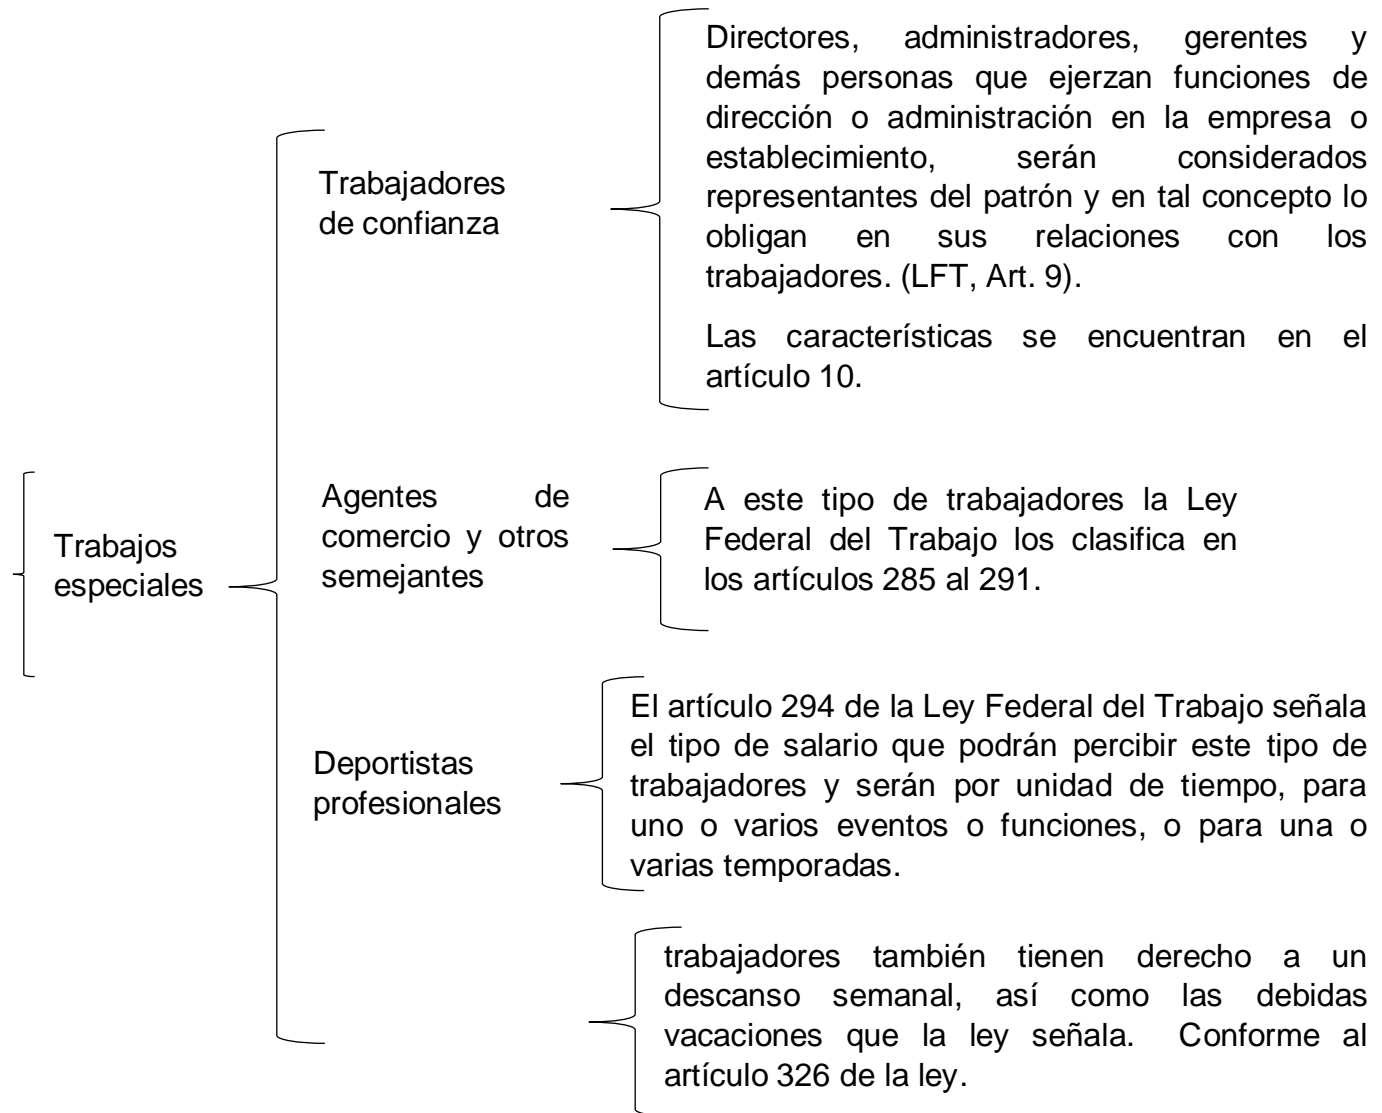 Trabajos
especiales
Trabajadores
de confianza
Directores, administradores, gerentes y
demás personas que ejerzan funciones de
dirección o administración en la empresa o
establecimiento, serán considerados
representantes del patrón y en tal concepto lo
obligan en sus relaciones con los
trabajadores. (LFT, Art. 9).
Las características se encuentran en el
artículo 10.
Agentes de
comercio y otros
semejantes
A este tipo de trabajadores la Ley
Federal del Trabajo los clasifica en
los artículos 285 al 291.
Deportistas
profesionales
El artículo 294 de la Ley Federal del Trabajo señala
el tipo de salario que podrán percibir este tipo de
trabajadores y serán por unidad de tiempo, para
uno o varios eventos o funciones, o para una o
varias temporadas.
trabajadores también tienen derecho a un
descanso semanal, así como las debidas
vacaciones que la ley señala. Conforme al
artículo 326 de la ley.